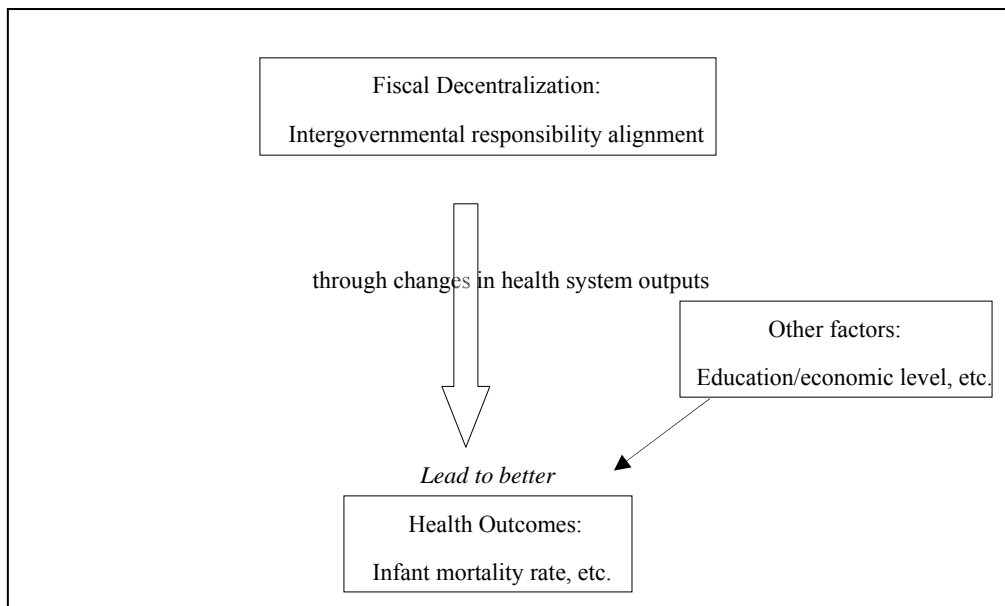 Fiscal Decentralization:
Intergovernmental responsibility alignment
through changes in health system outputs
Other factors:
Education/economic level, etc.
Lead to better
Health Outcomes:
Infant mortality rate, etc.